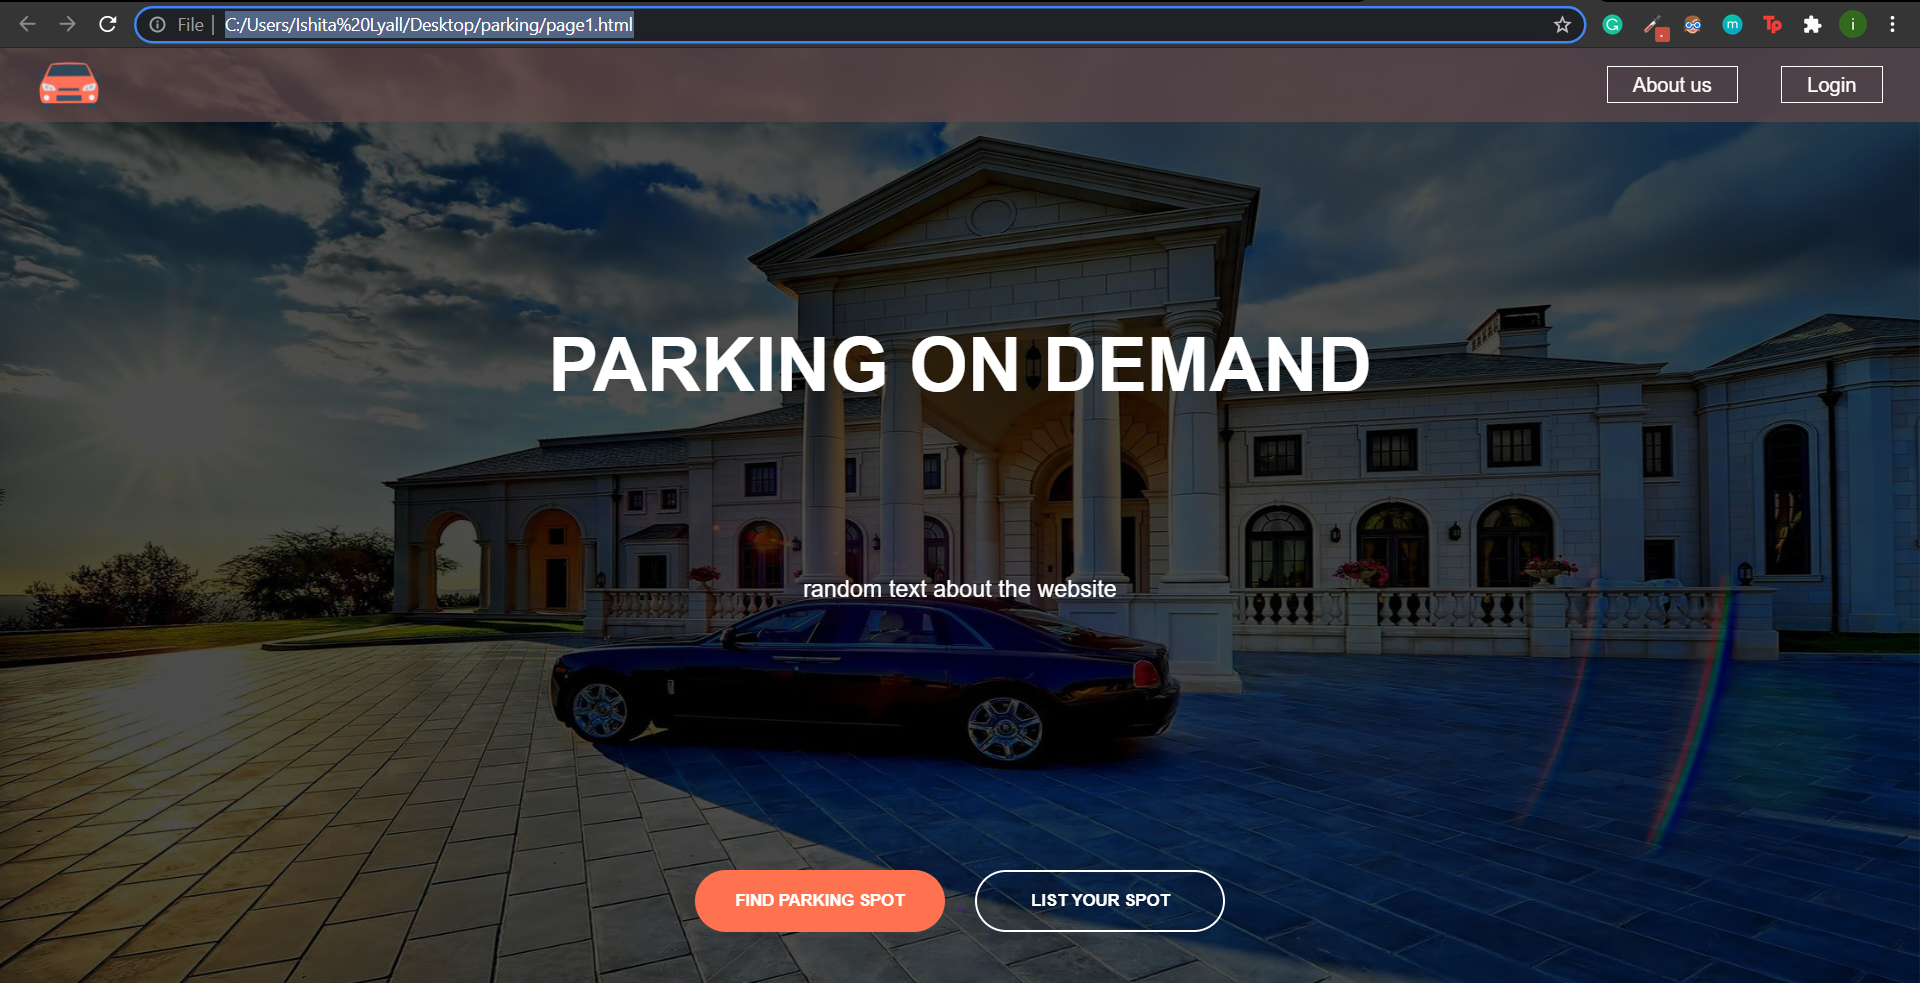 File | C:/Users/Ishita%20Lyall/Desktop/parking/page1.html
G
m
Tp
i
About us
Login
PARKING ON DEMAND
random text about the website
FIND PARKING SPOT
LIST YOUR SPOT